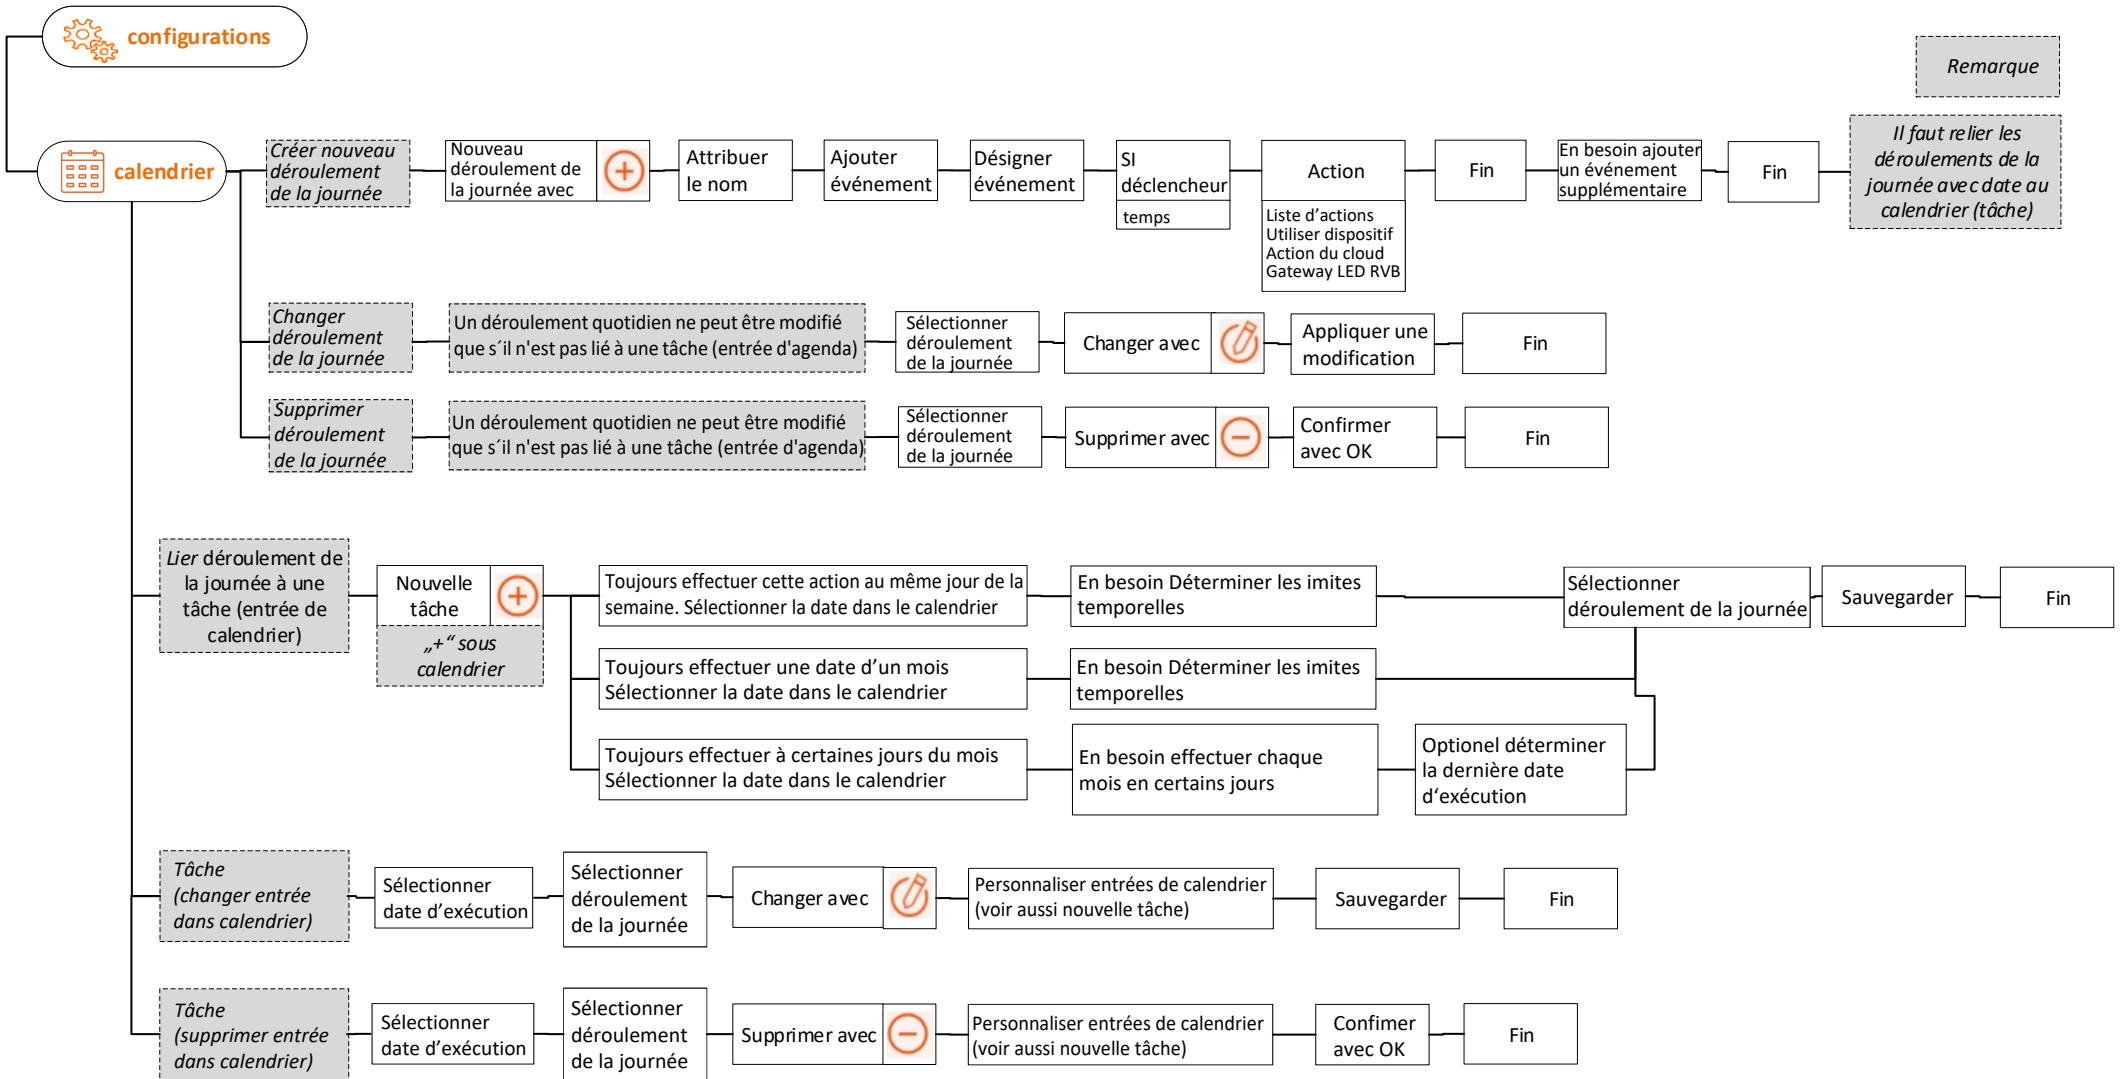 configurations
Remarque
calendrier
Créer nouveau
déroulement
de la journée
Nouveau
déroulement de
la journée avec
Attribuer
le nom
Ajouter
événement
Désigner
événement
SI
déclencheur
temps
Action
Liste d’actions
Utiliser dispositif
Action du cloud
Gateway LED RVB
Fin
En besoin ajouter
un événement
supplémentaire
Fin
Il faut relier les
déroulements de la
journée avec date au
calendrier (tâche)
Changer
déroulement
de la journée
Un déroulement quotidien ne peut être modifié
que s´il n'est pas lié à une tâche (entrée d'agenda)
Sélectionner
déroulement
de la journée
Changer avec
Appliquer une
modification
Fin
Supprimer
déroulement
de la journée
Un déroulement quotidien ne peut être modifié
que s´il n'est pas lié à une tâche (entrée d'agenda)
Sélectionner
déroulement
de la journée
Supprimer avec
Confirmer
avec OK
Fin
Lier déroulement de
la journée à une
tâche (entrée de
calendrier)
Nouvelle
tâche
„+“ sous
calendrier
Toujours effectuer cette action au même jour de la
semaine. Sélectionner la date dans le calendrier
En besoin Déterminer les imites
temporelles
Sélectionner
déroulement de la journée
Sauvegarder
Fin
Toujours effectuer une date d’un mois
Sélectionner la date dans le calendrier
En besoin Déterminer les imites
temporelles
Toujours effectuer à certaines jours du mois
Sélectionner la date dans le calendrier
En besoin effectuer chaque
mois en certains jours
Optionel déterminer
la dernière date
d‘exécution
Tâche
(changer entrée
dans calendrier)
Sélectionner
date d’exécution
Sélectionner
déroulement
de la journée
Changer avec
Personnaliser entrées de calendrier
(voir aussi nouvelle tâche)
Sauvegarder
Fin
Tâche
(supprimer entrée
dans calendrier)
Sélectionner
date d’exécution
Sélectionner
déroulement
de la journée
Supprimer avec
Personnaliser entrées de calendrier
(voir aussi nouvelle tâche)
Confimer
avec OK
Fin